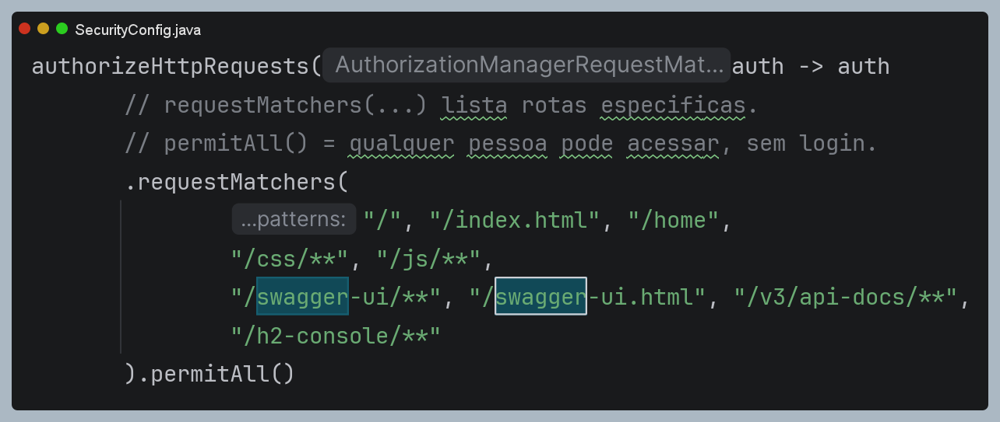 SecurityConfig.java
authorizeHttpRequests( AuthorizationManagerRequestMat... auth -> auth
// requestMatchers(...) lista rotas especificas.
// permitAll() = qualquer pessoa pode acessar, sem login.
.requestMatchers(
...patterns: "/", "/index.html", "/home",
"/css/**", "/js/**",
"/swagger-ui/**", "/swagger-ui.html", "/v3/api-docs/**",
"/h2-console/**"
).permitAll()